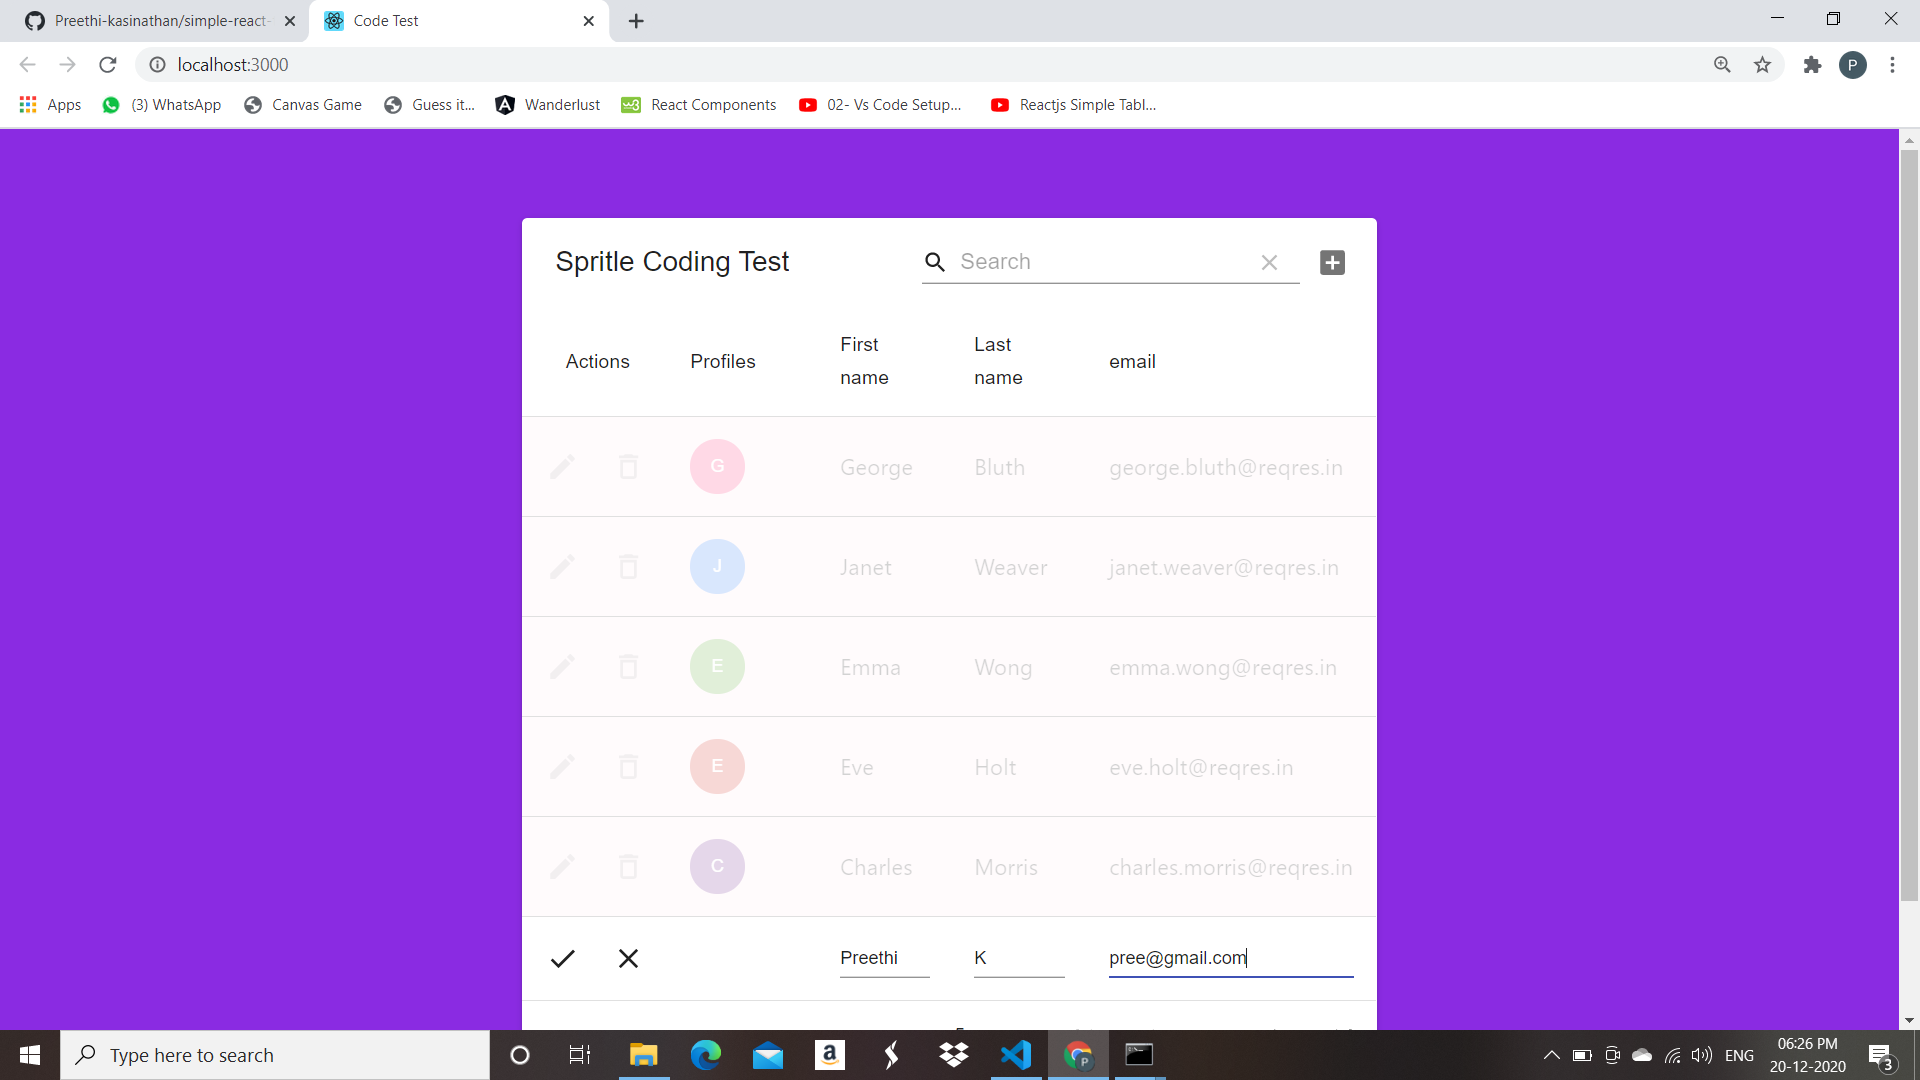 Preethi-kasinathan/simple-react-
Code Test
localhost:3000
P
Apps
(3) WhatsApp
Canvas Game
Guess it...
Wanderlust
React Components
02- Vs Code Setup...
Reactjs Simple Tabl...
Spritle Coding Test
Search
Actions
Profiles
First
name
Last
name
email
G
George
Bluth
george.bluth@reqres.in
J
Janet
Weaver
janet.weaver@reqres.in
E
Emma
Wong
emma.wong@reqres.in
E
Eve
Holt
eve.holt@reqres.in
C
Charles
Morris
charles.morris@reqres.in
Preethi
K
pree@gmail.com
Type here to search
ENG
06:26 PM
20-12-2020
3